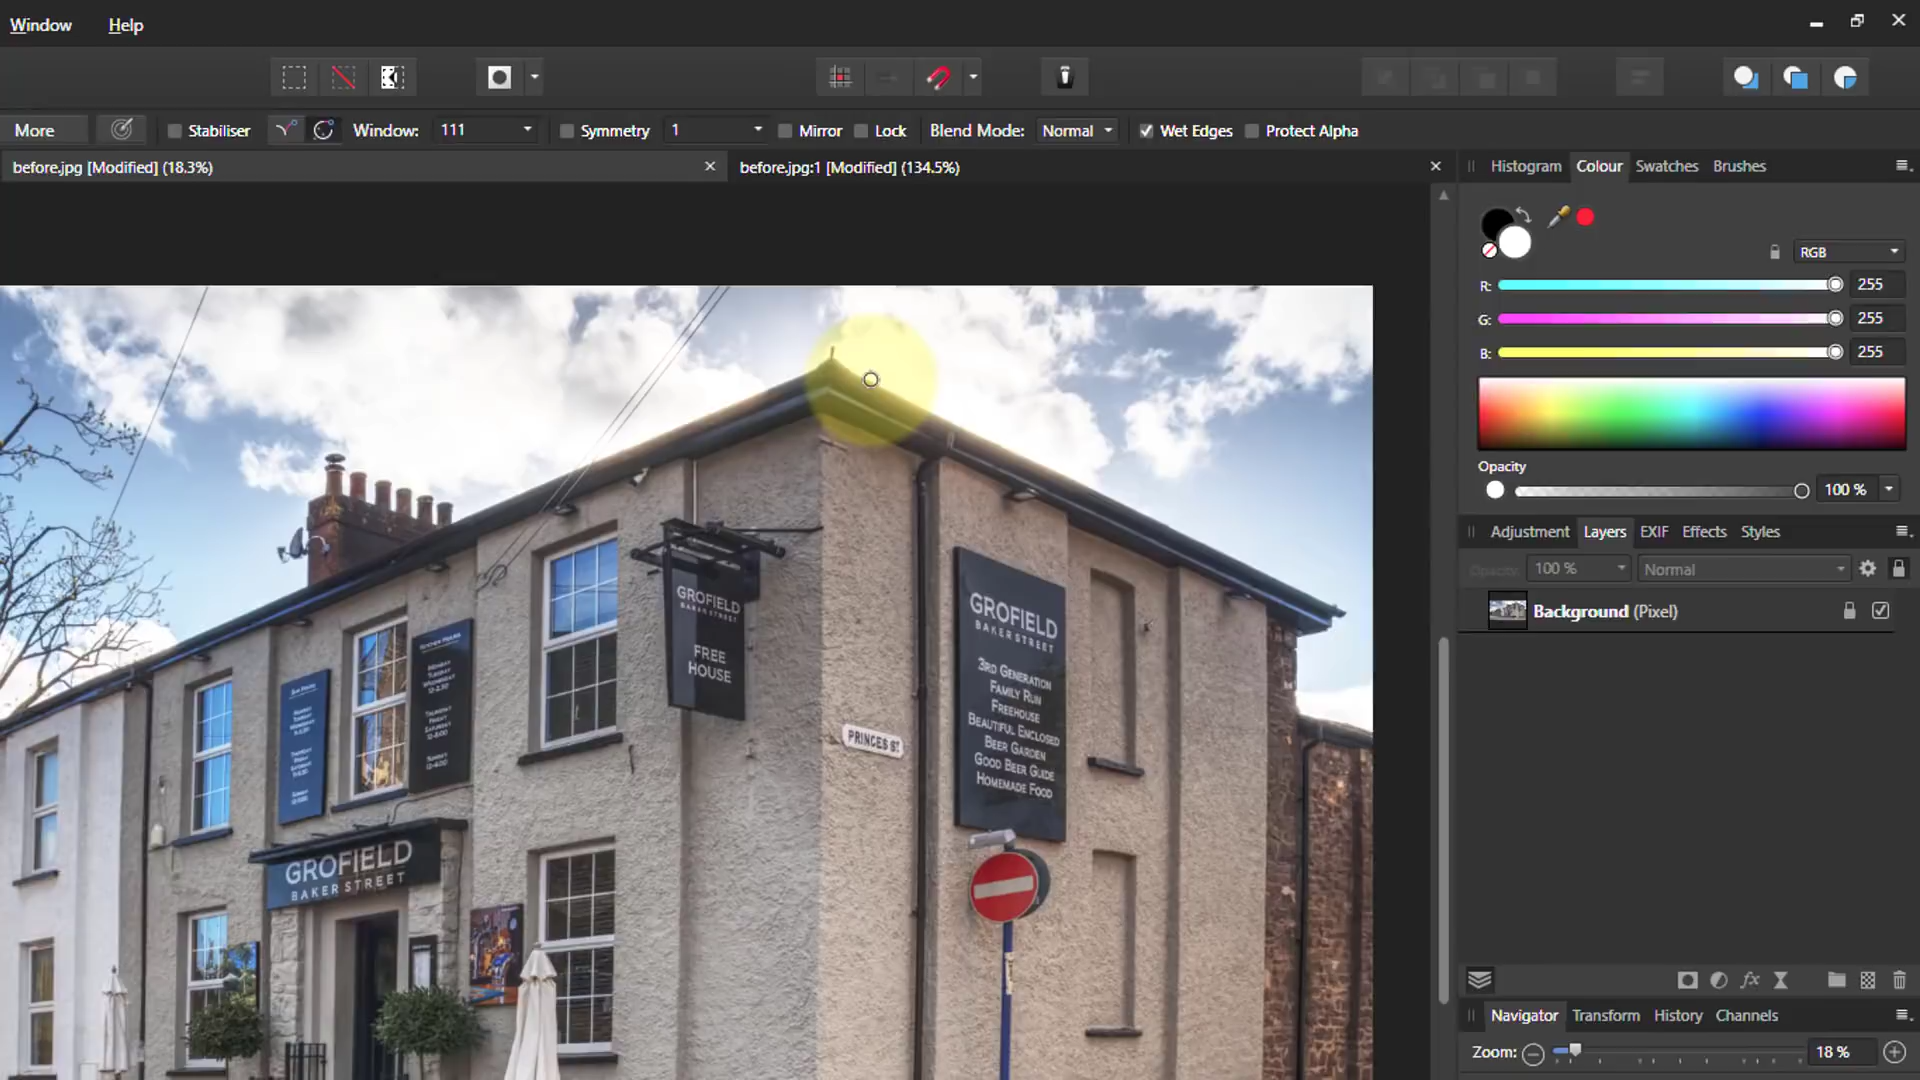 Window Help
More Stabiliser Window: 111 Symmetry 1 Mirror Lock Blend Mode: Normal Wet Edges Protect Alpha
before.jpg [Modified] (18.3%) before.jpg:1 [Modified] (134.5%)
Histogram Colour Swatches Brushes
RGB
R: 255
G: 255
B: 255
Opacity
100 %
Adjustment Layers EXIF Effects Styles
Opacity: 100 % Normal
Background (Pixel)
fx
Navigator Transform History Channels
Zoom: 18 %
GROFIELD
BAKER STREET
FREE
HOUSE
GROFIELD
BAKER STREET
3RD GENERATION
FAMILY RUN
FREEHOUSE
BEAUTIFUL ENCLOSED
BEER GARDEN
GOOD BEER GUIDE
HOMEMADE FOOD
PRINCES ST.
GROFIELD
BAKER STREET